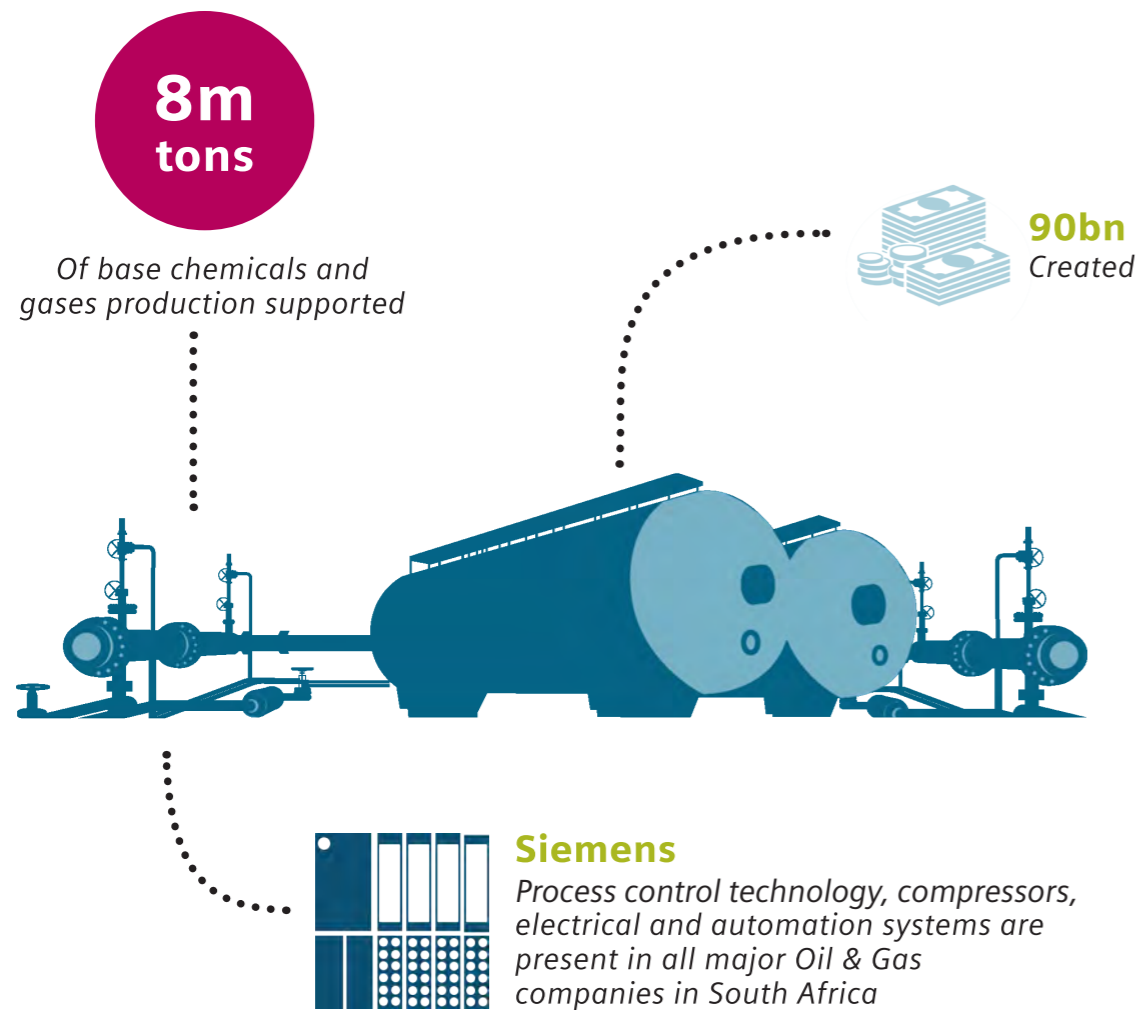 8m
tons
Of base chemicals and
gases production supported
90bn
Created
Siemens
Process control technology, compressors,
electrical and automation systems are
present in all major Oil & Gas
companies in South Africa